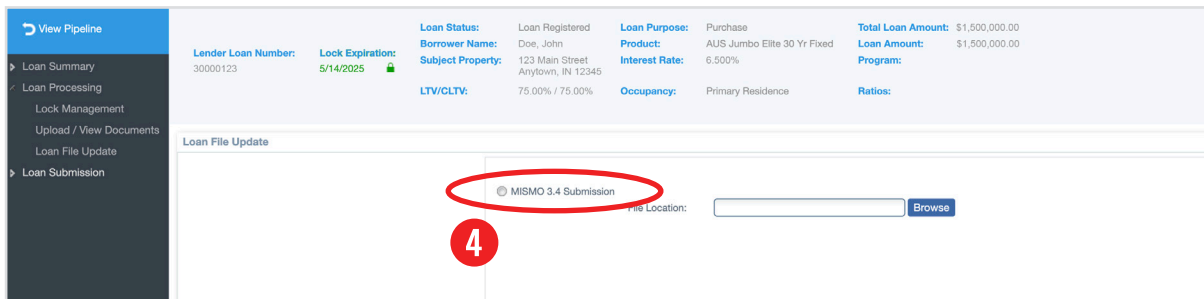 View Pipeline
Loan Summary
Loan Processing
Lock Management
Upload / View Documents
Loan File Update
Loan Submission
Lender Loan Number:
30000123
Lock Expiration:
5/14/2025
Loan Status: Loan Registered
Borrower Name: Doe, John
Subject Property: 123 Main Street
Anytown, IN 12345
LTV/CLTV: 75.00% / 75.00%
Loan Purpose: Purchase
Product: AUS Jumbo Elite 30 Yr Fixed
Interest Rate: 6.500%
Occupancy: Primary Residence
Total Loan Amount: $1,500,000.00
Loan Amount: $1,500,000.00
Program:
Ratios:
Loan File Update
MISMO 3.4 Submission
File Location: Browse
4